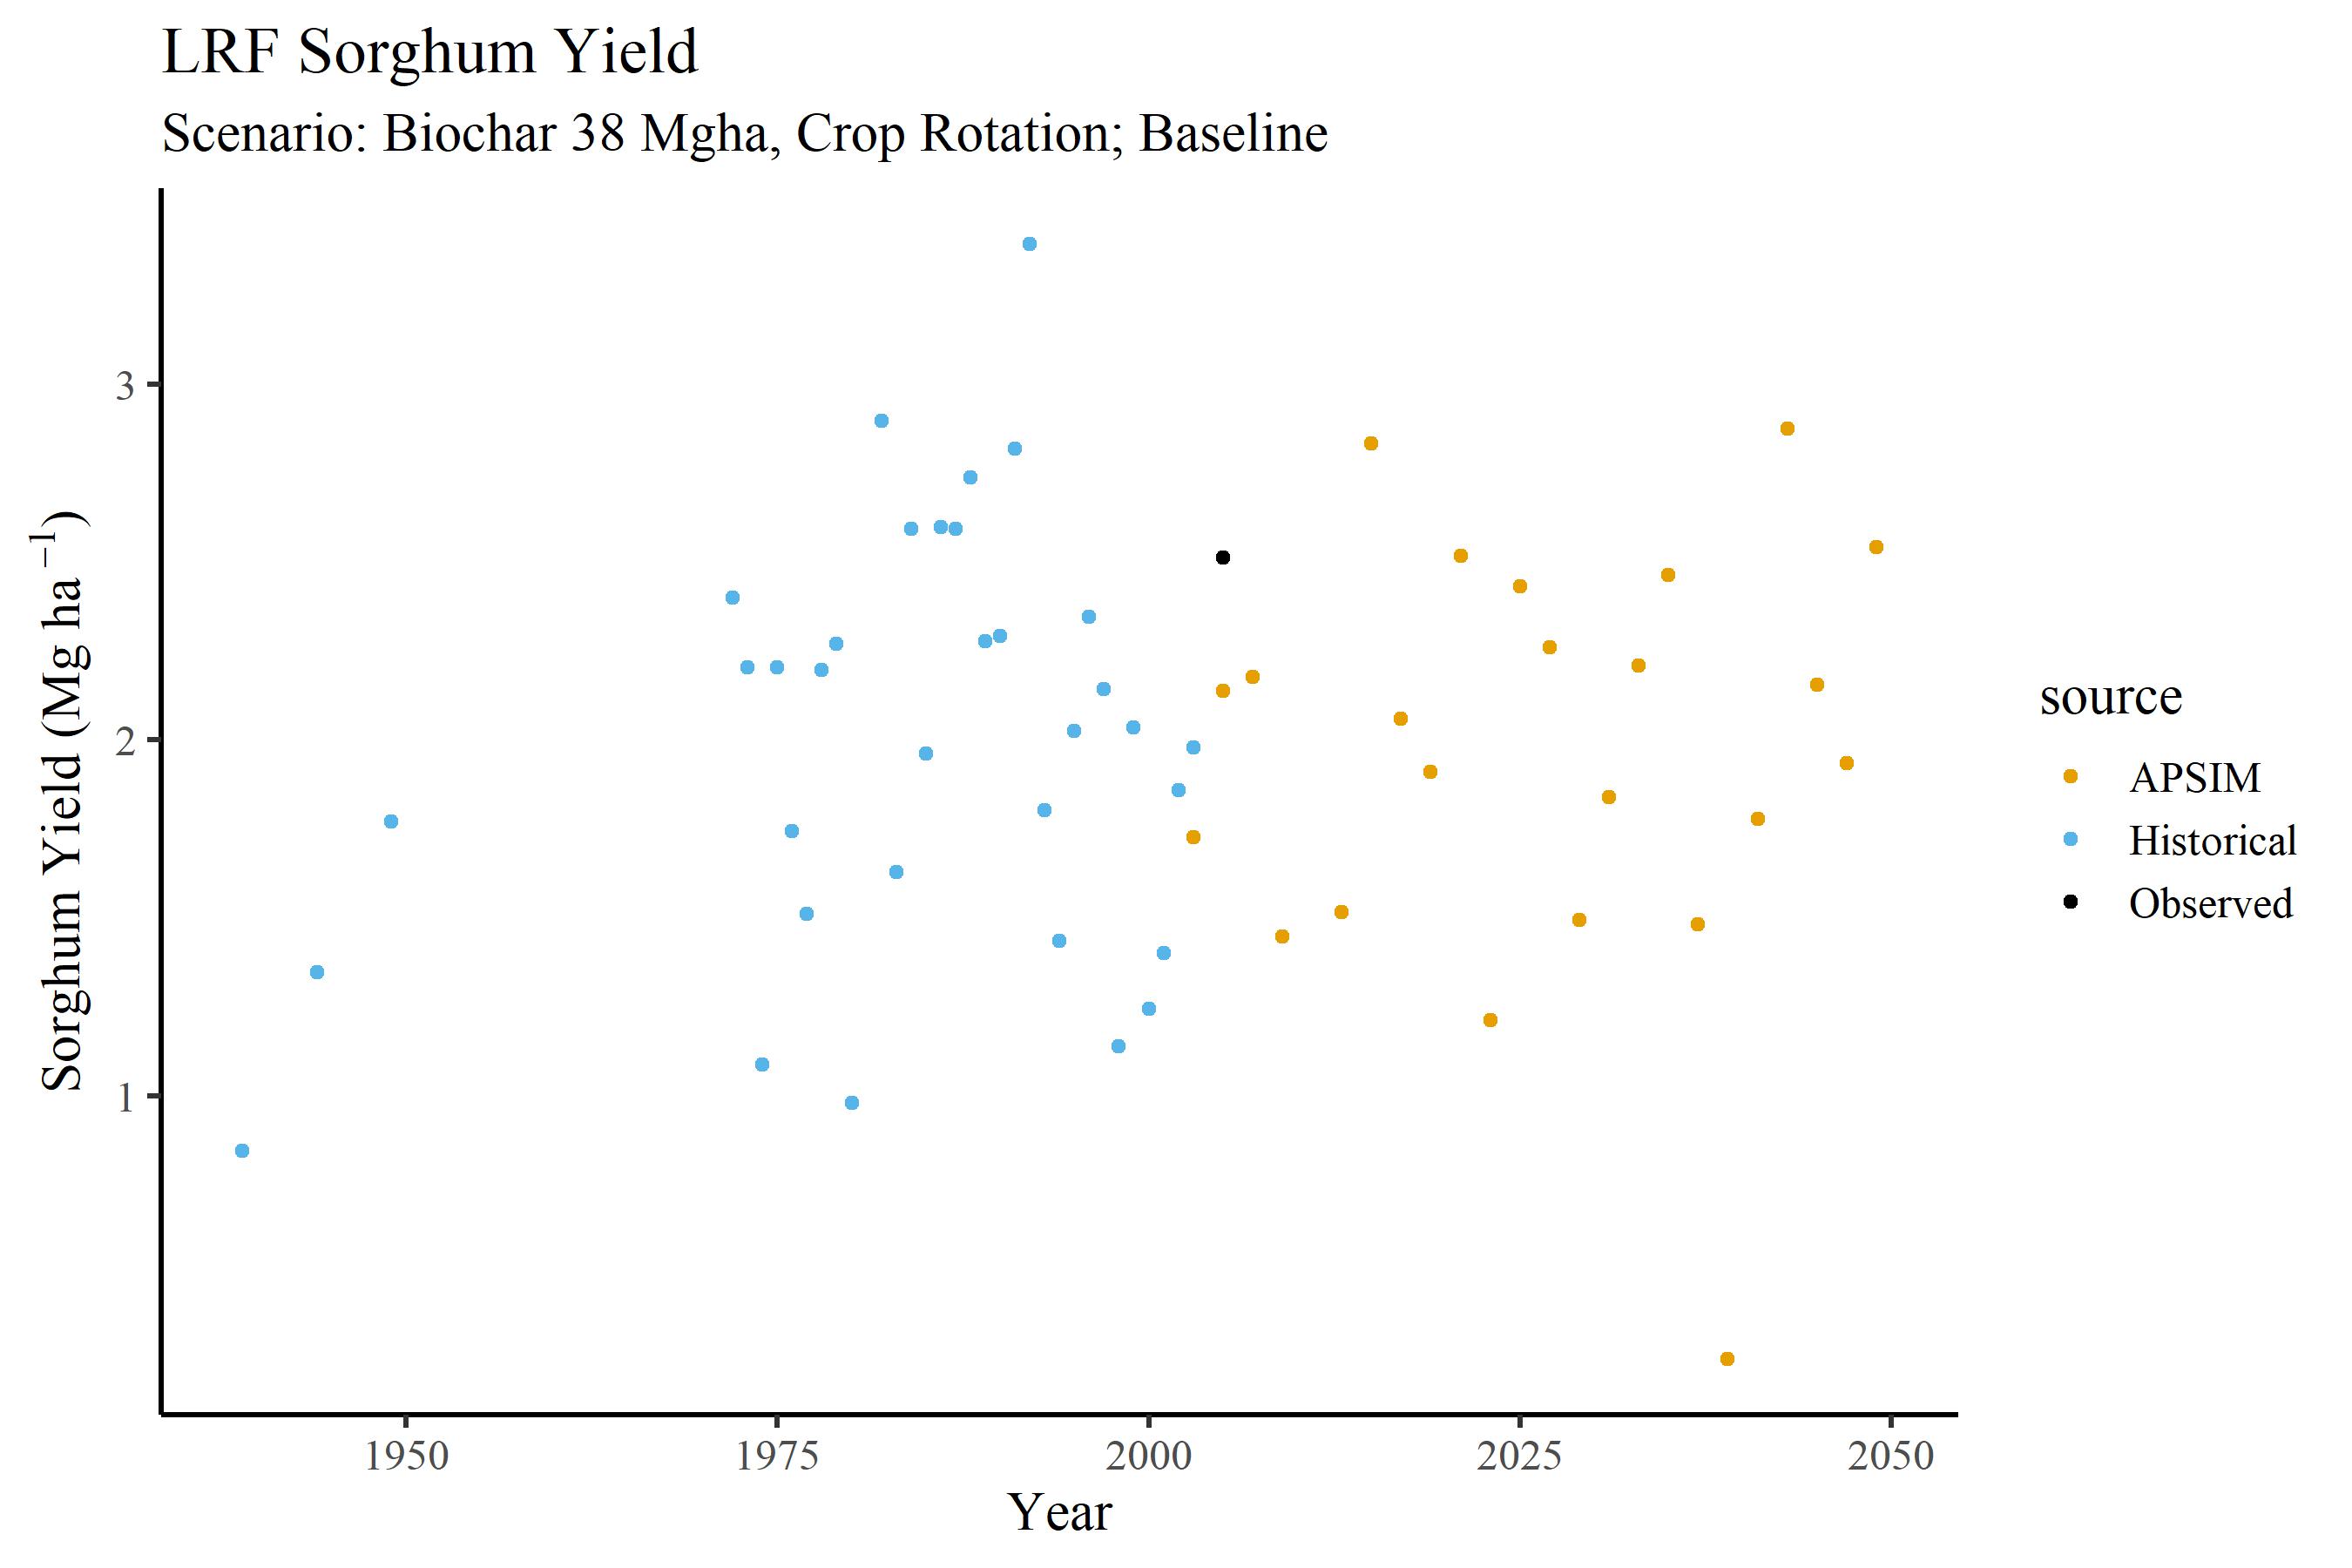 LRF Sorghum Yield
Scenario: Biochar 38 Mgha, Crop Rotation; Baseline
Sorghum Yield (Mg ha −1)
3
2
1
1950
1975
2000
2025
2050
Year
source
APSIM
Historical
Observed